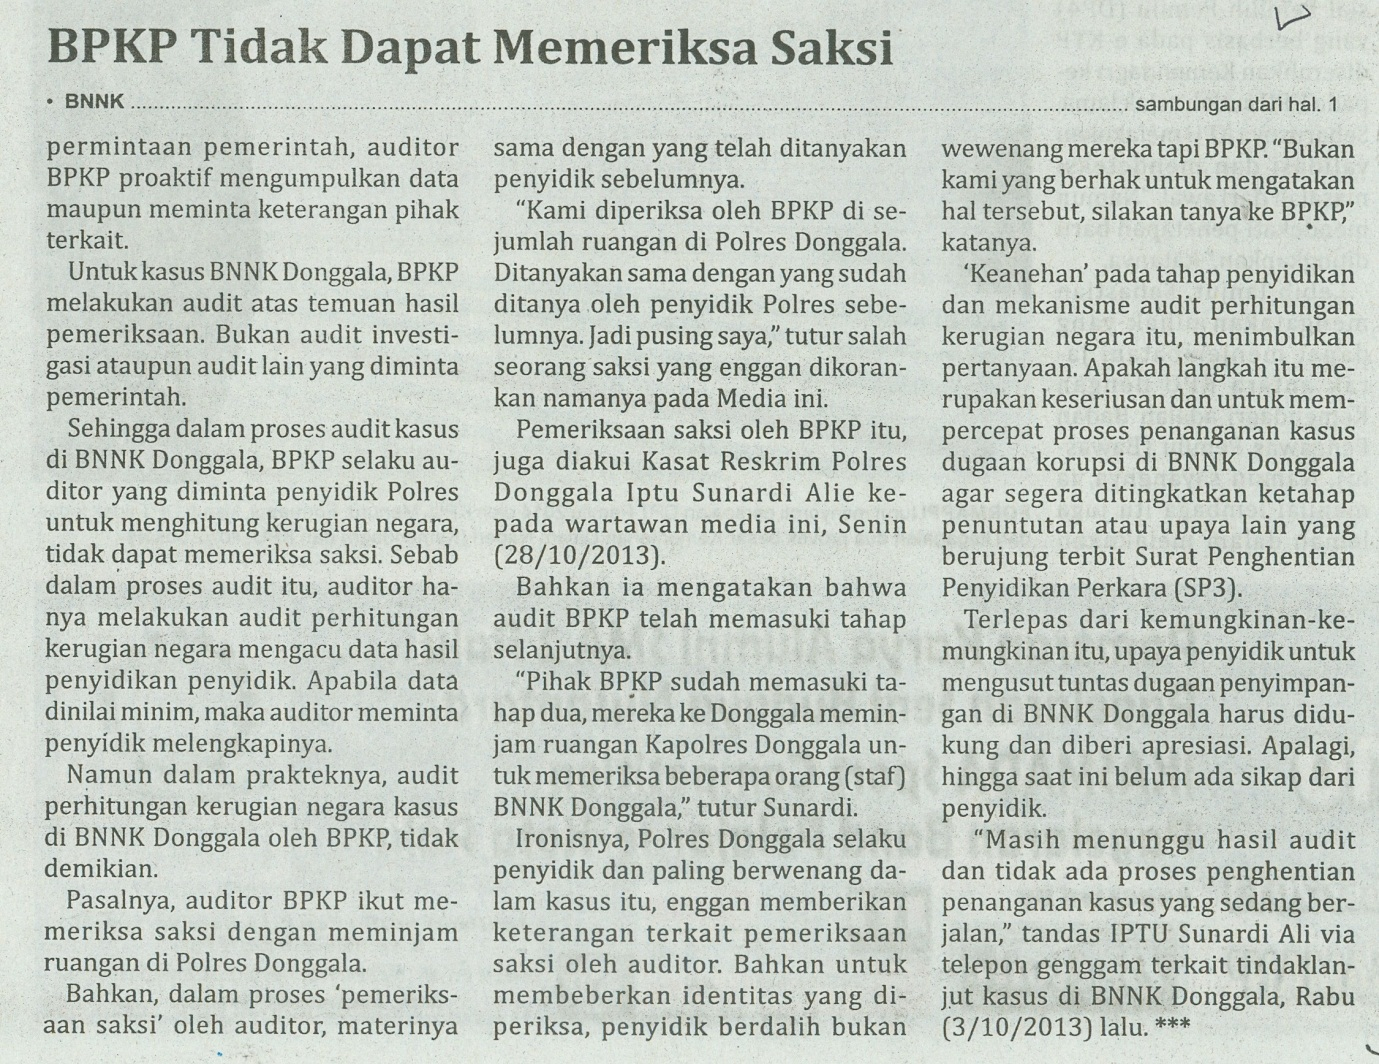 BPKP Tidak Dapat Memeriksa Saksi
• BNNK ........................................ sambungan dari hal. 1
permintaan pemerintah, auditor
BPKP proaktif mengumpulkan data
maupun meminta keterangan pihak
terkait.
Untuk kasus BNNK Donggala, BPKP
melakukan audit atas temuan hasil
pemeriksaan. Bukan audit investi-
gasi ataupun audit lain yang diminta
pemerintah.
Sehingga dalam proses audit kasus
di BNNK Donggala, BPKP selaku au-
ditor yang diminta penyidik Polres
untuk menghitung kerugian negara,
tidak dapat memeriksa saksi. Sebab
dalam proses audit itu, auditor ha-
nya melakukan audit perhitungan
kerugian negara mengacu data hasil
penyidikan penyidik. Apabila data
dinilai minim, maka auditor meminta
penyidik melengkapinya.
Namun dalam prakteknya, audit
perhitungan kerugian negara kasus
di BNNK Donggala oleh BPKP, tidak
demikian.
Pasalnya, auditor BPKP ikut me-
meriksa saksi dengan meminjam
ruangan di Polres Donggala.
Bahkan, dalam proses ‘pemeriks-
aan saksi’ oleh auditor, materinya
sama dengan yang telah ditanyakan
penyidik sebelumnya.
“Kami diperiksa oleh BPKP di se-
jumlah ruangan di Polres Donggala.
Ditanyakan sama dengan yang sudah
ditanya oleh penyidik Polres sebe-
lumnya. Jadi pusing saya,” tutur salah
seorang saksi yang enggan dikoran-
kan namanya pada Media ini.
Pemeriksaan saksi oleh BPKP itu,
juga diakui Kasat Reskrim Polres
Donggala Iptu Sunardi Alie ke-
pada wartawan media ini, Senin
(28/10/2013).
Bahkan ia mengatakan bahwa
audit BPKP telah memasuki tahap
selanjutnya.
“Pihak BPKP sudah memasuki ta-
hap dua, mereka ke Donggala memin-
jam ruangan Kapolres Donggala un-
tuk memeriksa beberapa orang (staf)
BNNK Donggala,” tutur Sunardi.
Ironisnya, Polres Donggala selaku
penyidik dan paling berwenang da-
lam kasus itu, enggan memberikan
keterangan terkait pemeriksaan
saksi oleh auditor. Bahkan untuk
membeberkan identitas yang di-
periksa, penyidik berdalih bukan
wewenang mereka tapi BPKP. “Bukan
kami yang berhak untuk mengatakan
hal tersebut, silakan tanya ke BPKP,”
katanya.
‘Keanehan’ pada tahap penyidikan
dan mekanisme audit perhitungan
kerugian negara itu, menimbulkan
pertanyaan. Apakah langkah itu me-
rupakan keseriusan dan untuk mem-
percepat proses penanganan kasus
dugaan korupsi di BNNK Donggala
agar segera ditingkatkan ketahap
penuntutan atau upaya lain yang
berujung terbit Surat Penghentian
Penyidikan Perkara (SP3).
Terlepas dari kemungkinan-ke-
mungkinan itu, upaya penyidik untuk
mengusut tuntas dugaan penyimpan-
gan di BNNK Donggala harus didu-
kung dan diberi apresiasi. Apalagi,
hingga saat ini belum ada sikap dari
penyidik.
“Masih menunggu hasil audit
dan tidak ada proses penghentian
penanganan kasus yang sedang ber-
jalan,” tandas IPTU Sunardi Ali via
telepon genggam terkait tindaklan-
jut kasus di BNNK Donggala, Rabu
(3/10/2013) lalu. ***